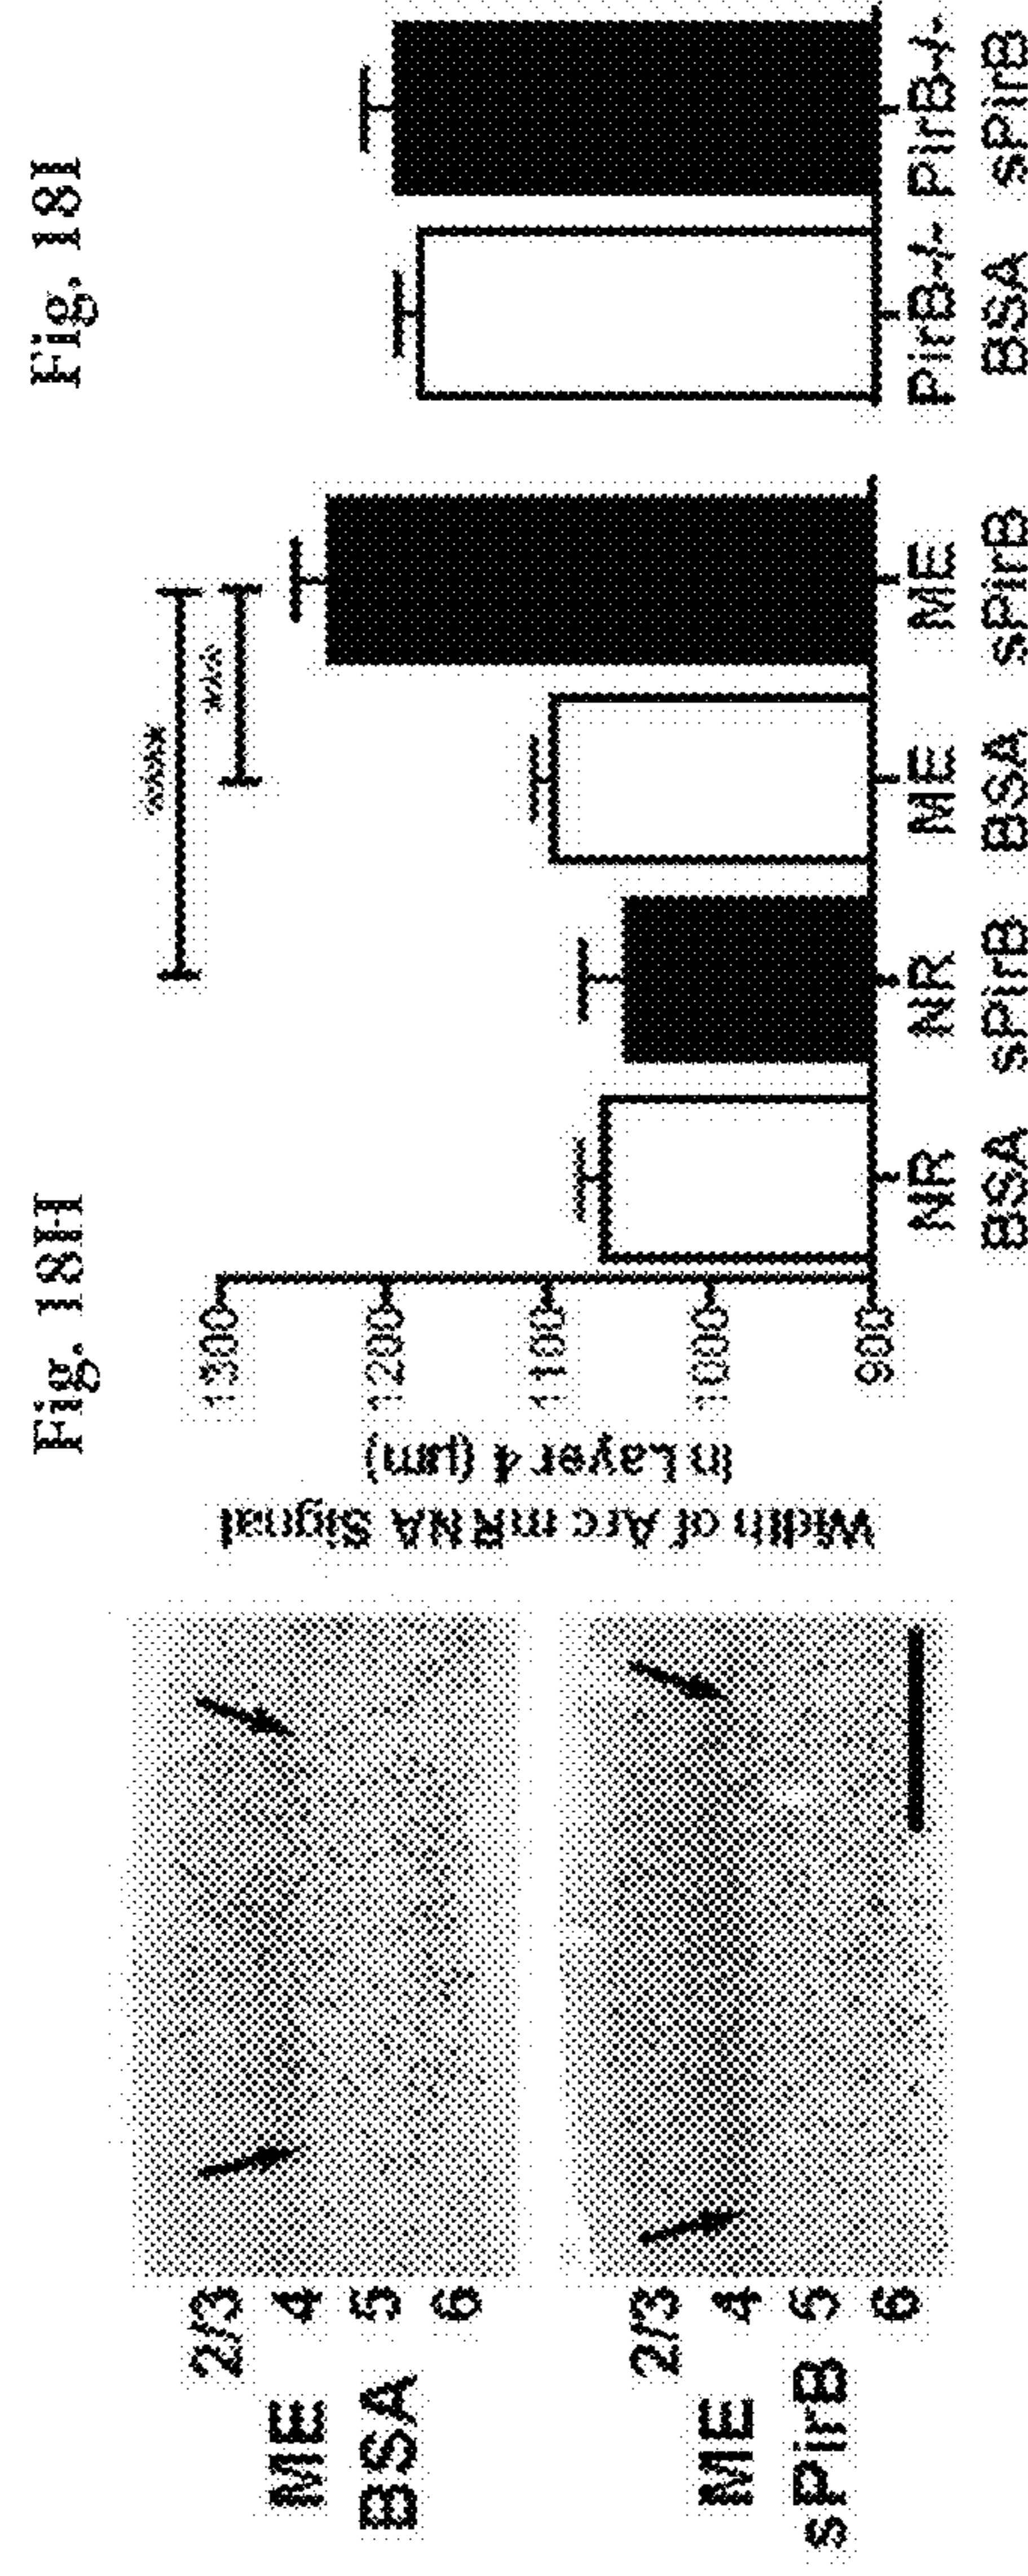 Fig. 18H
Fig. 18I
ME
BSA
2/3
4
5
6
ME
sPirB
2/3
4
5
6
Width of Arc mRNA Signal
in Layer 4 (µm)
1300
1200
1100
1000
900
****
***
NR NR ME ME
BSA sPirB BSA sPirB
PirB-/- PirB-/-
BSA sPirB